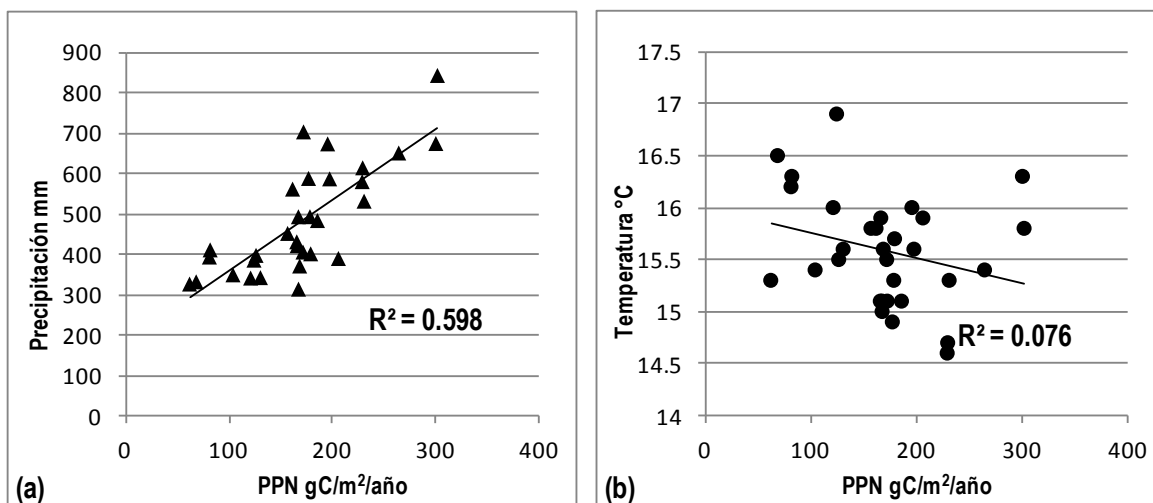 900
800
700
600
500
400
300
200
100
0
0 100 200 300 400
Precipitación mm
PPN gC/m²/año
R² = 0.598
(a)
17.5
17
16.5
16
15.5
15
14.5
14
0 100 200 300 400
Temperatura °C
PPN gC/m²/año
R² = 0.076
(b)